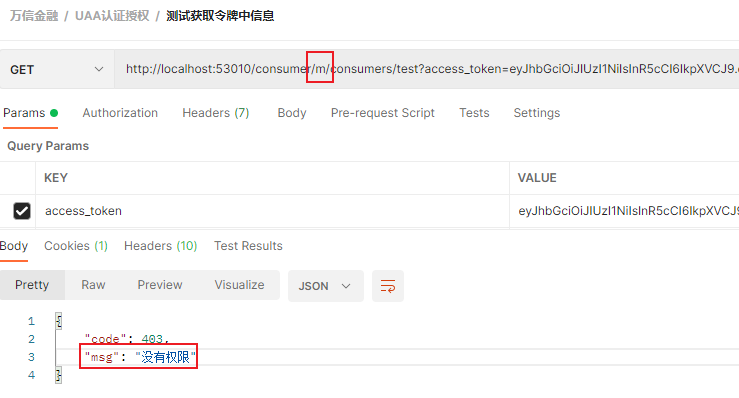 万信金融 / UAA认证授权 / 测试获取令牌中信息
GET http://localhost:53010/consumer/m/consumers/test?access_token=eyJhbGciOiJIUzI1NiIsInR5cCI6IkpXVCJ9.
Params Authorization Headers (7) Body Pre-request Script Tests Settings
Query Params
KEY VALUE
access_token eyJhbGciOiJIUzI1NiIsInR5cCI6IkpXVCJ9
Body Cookies (1) Headers (10) Test Results
Pretty Raw Preview Visualize JSON
1 {
2 "code": 403,
3 "msg": "没有权限"
4 }